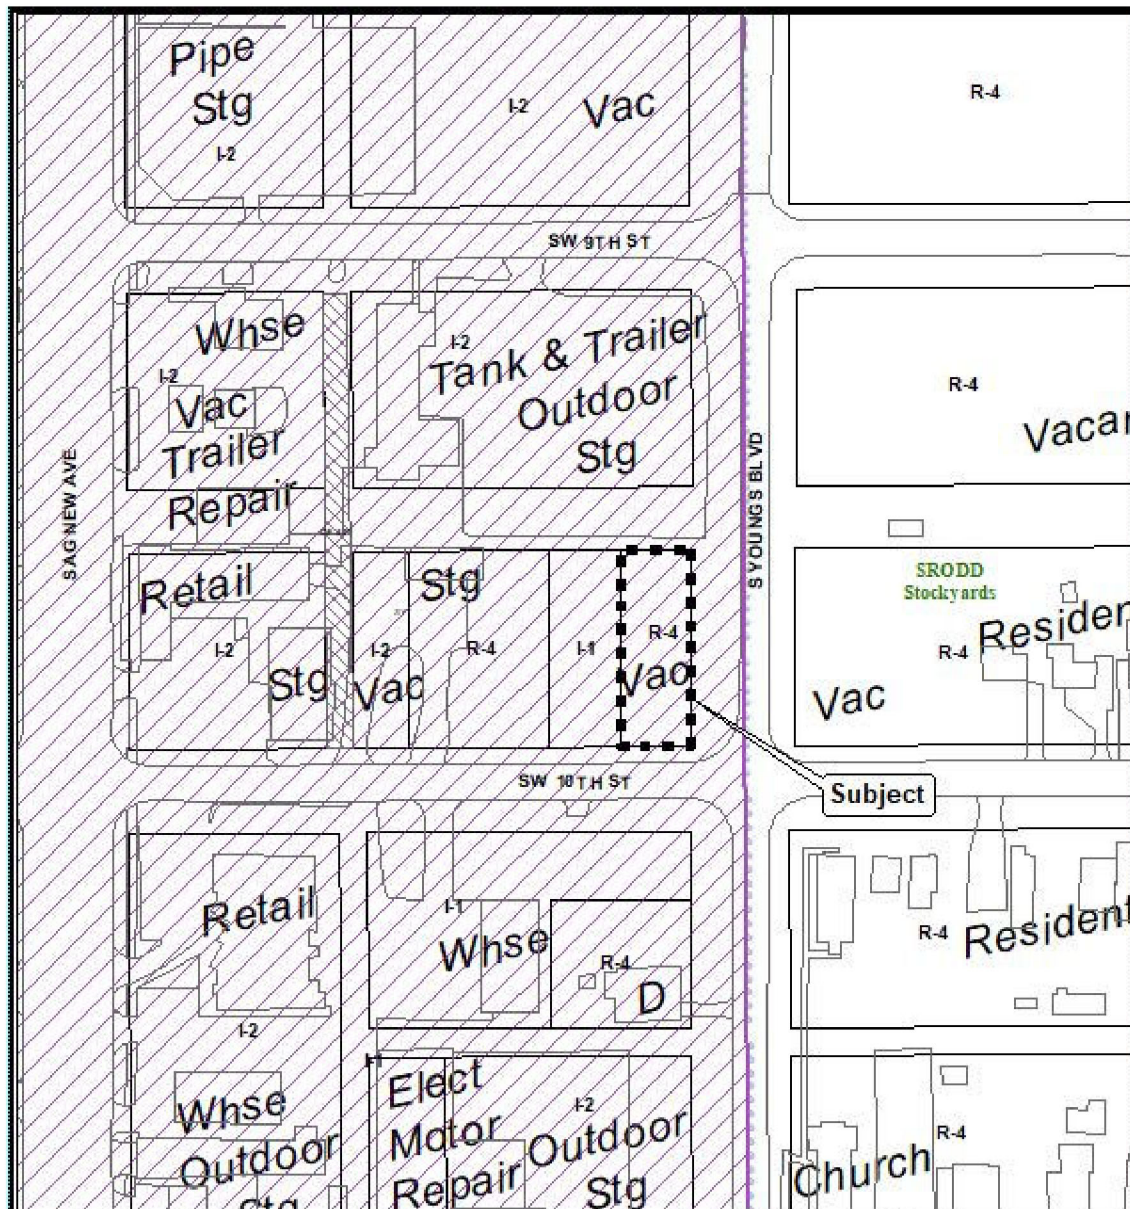 Pipe
Stg
I-2
I-2
Vac
R-4
SW 9TH ST
Whse
I-2
Vac
Trailer
Repair
I-2
Tank & Trailer
Outdoor
Stg
R-4
Vacan
SAGNEW AVE
S YOUNGS BLVD
Retail
I-2
Stg
Stg
I-2
Vac
R-4
I-1
R-4
Vac
SRODD
Stockyards
R-4
Residen
Vac
Subject
SW 10TH ST
Retail
I-2
I-1
Whse
R-4
D
R-4
Resident
Whse
Outdoor
Stg
I-1
Elect
Motor
Repair
I-2
Outdoor
Stg
R-4
Church